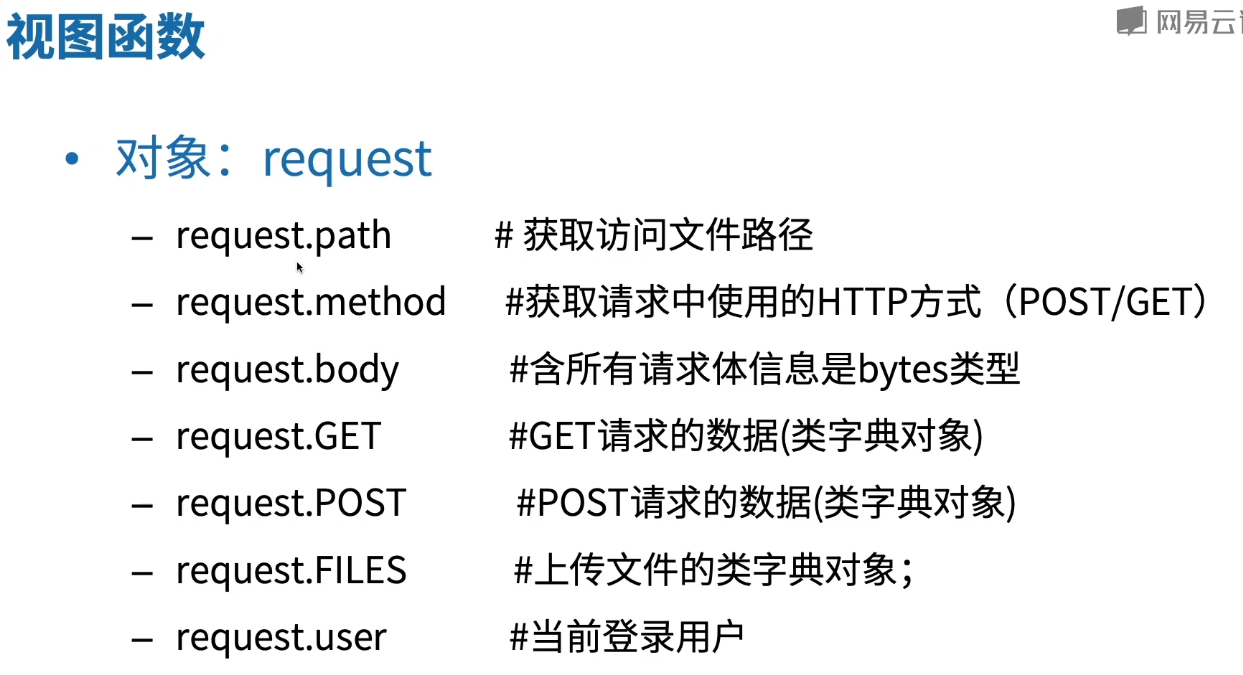 视图函数
网易云
• 对象：request
– request.path # 获取访问文件路径
– request.method #获取请求中使用的HTTP方式（POST/GET）
– request.body #含所有请求体信息是bytes类型
– request.GET #GET请求的数据(类字典对象)
– request.POST #POST请求的数据(类字典对象)
– request.FILES #上传文件的类字典对象；
– request.user #当前登录用户